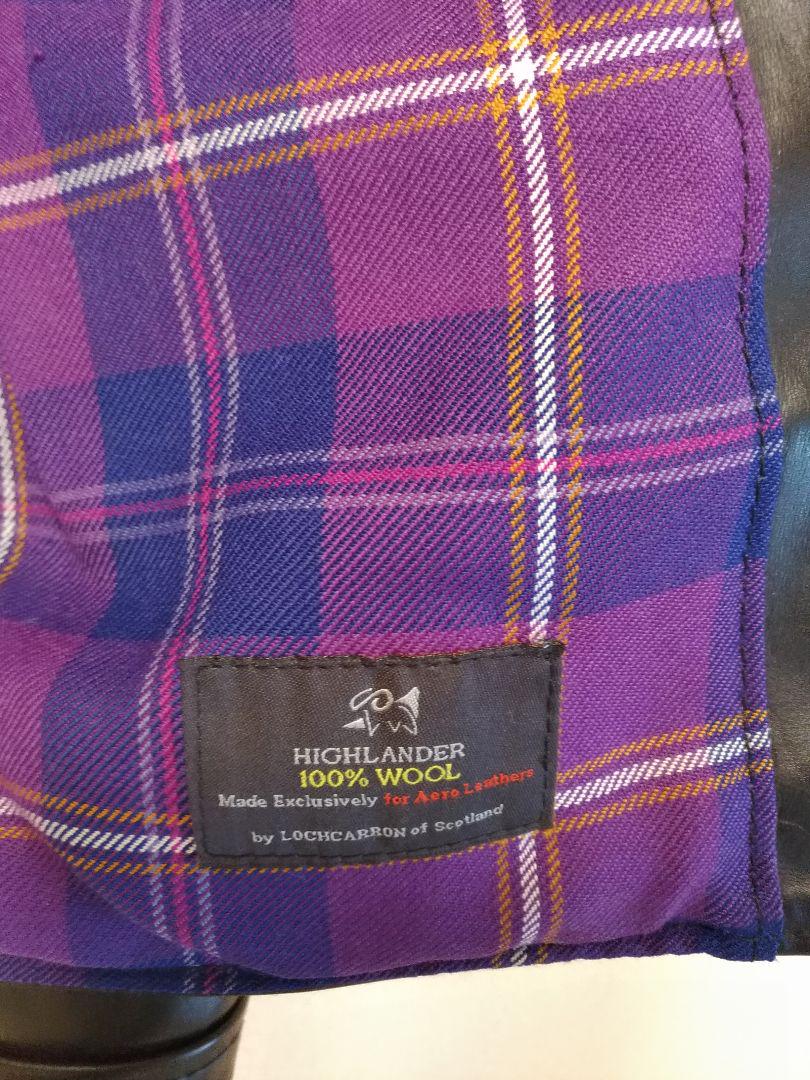 HIGHLANDER
100% WOOL
Made Exclusively for Aero Leathers
by LOCHCARRON of Scotland